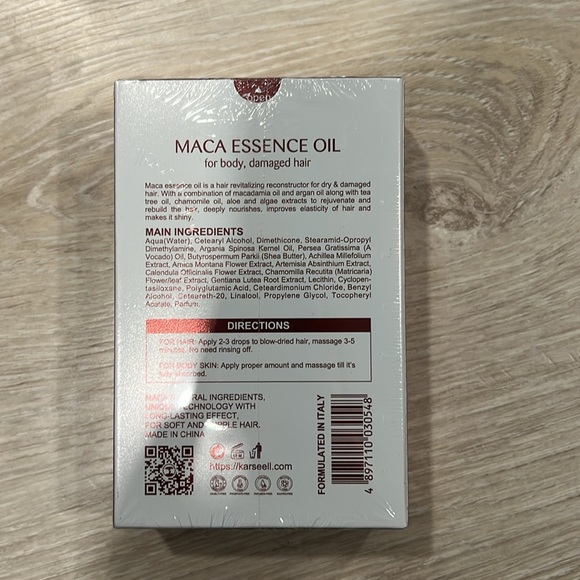 open
MACA ESSENCE OIL
for body, damaged hair
Maca essence oil is a hair revitalizing reconstructor for dry & damaged
hair. With a combination of macadamia oil and argan oil along with tea
tree oil, chamomile oil, aloe and algae extracts to rejuvenate and
rebuild the hair, deeply nourishes, improves elasticity of hair and
makes it shiny.
MAIN INGREDIENTS
Aqua(Water), Cetearyl Alcohol, Dimethicone, Stearamid-Opropyl
Dimethylamine, Argania Spinosa Kernel Oil, Persea Gratissima (A
Vocado) Oil, Butyrospermum Parkii (Shea Butter), Achillea Millefolium
Extract, Arnica Montana Flower Extract, Artemisia Absinthium Extract,
Calendula Officinalis Flower Extract, Chamomilla Recutita (Matricaria)
Flower/leaf Extract, Gentiana Lutea Root Extract, Lecithin, Cyclopen-
tasiloxane, Polyglutamic Acid, Ceteardimonium Chloride, Benzyl
Alcohol, Ceteareth-20, Linalool, Propylene Glycol, Tocopheryl
Acetate, Parfum.
DIRECTIONS
FOR HAIR: Apply 2-3 drops to blow-dried hair, massage 3-5
minutes. No need rinsing off.
FOR BODY SKIN: Apply proper amount and massage till it's
fully absorbed.
MACA NATURAL INGREDIENTS,
UNIQUE TECHNOLOGY WITH
LONG-LASTING EFFECT,
FOR SOFT AND SUPPLE HAIR.
MADE IN CHINA
https://karseell.com
FORMULATED IN ITALY
4 897110 030548